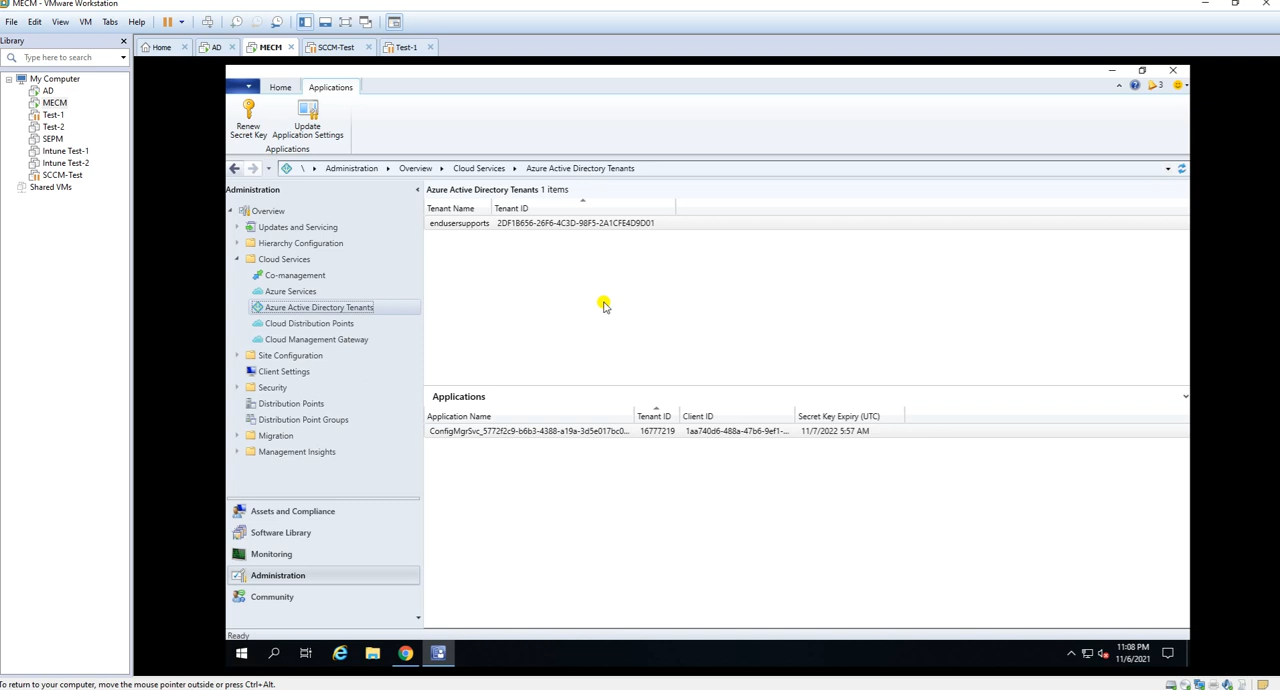 MECM - VMware Workstation
File Edit View VM Tabs Help
Library
Type here to search
My Computer
AD
MECM
Test-1
Test-2
SEPM
Intune Test-1
Intune Test-2
SCCM-Test
Shared VMs
Home AD MECM SCCM-Test Test-1
Home Applications
3
Renew Secret Key
Update Application Settings
Applications
\ Administration Overview Cloud Services Azure Active Directory Tenants
Administration
Overview
Updates and Servicing
Hierarchy Configuration
Cloud Services
Co-management
Azure Services
Azure Active Directory Tenants
Cloud Distribution Points
Cloud Management Gateway
Site Configuration
Client Settings
Security
Distribution Points
Distribution Point Groups
Migration
Management Insights
Assets and Compliance
Software Library
Monitoring
Administration
Community
Azure Active Directory Tenants 1 items
Tenant Name Tenant ID
endusersupports 2DF1B656-26F6-4C3D-98F5-2A1CFE4D9D01
Applications
Application Name Tenant ID Client ID Secret Key Expiry (UTC)
ConfigMgrSvc_5772f2c9-b6b3-4388-a19a-3d5e017bc0... 16777219 1aa740d6-488a-47b6-9ef1-... 11/7/2022 5:57 AM
Ready
11:08 PM
11/6/2021
To return to your computer, move the mouse pointer outside or press Ctrl+Alt.